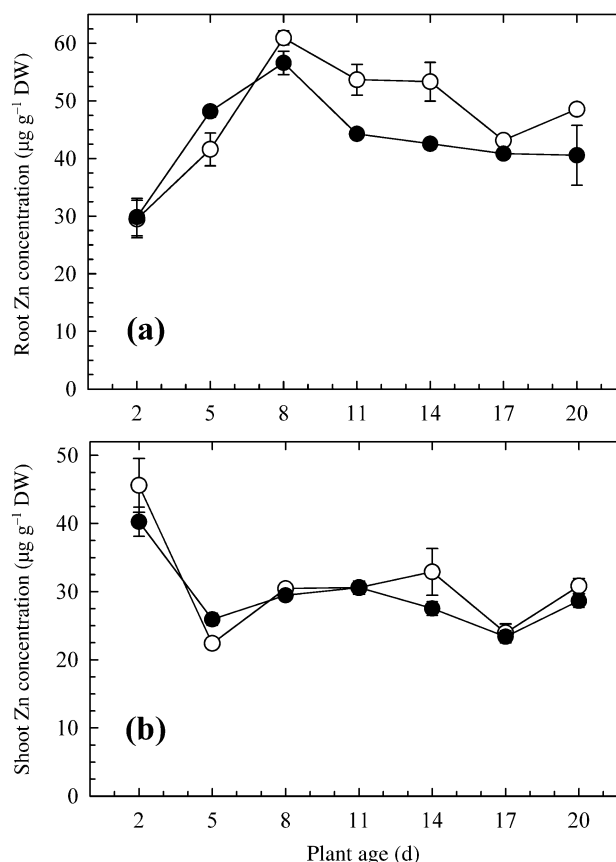 60
50
40
30
20
10
0
Root Zn concentration (µg g⁻¹ DW)
(a)
2 5 8 11 14 17 20
50
40
30
20
10
0
Shoot Zn concentration (µg g⁻¹ DW)
(b)
2 5 8 11 14 17 20
Plant age (d)